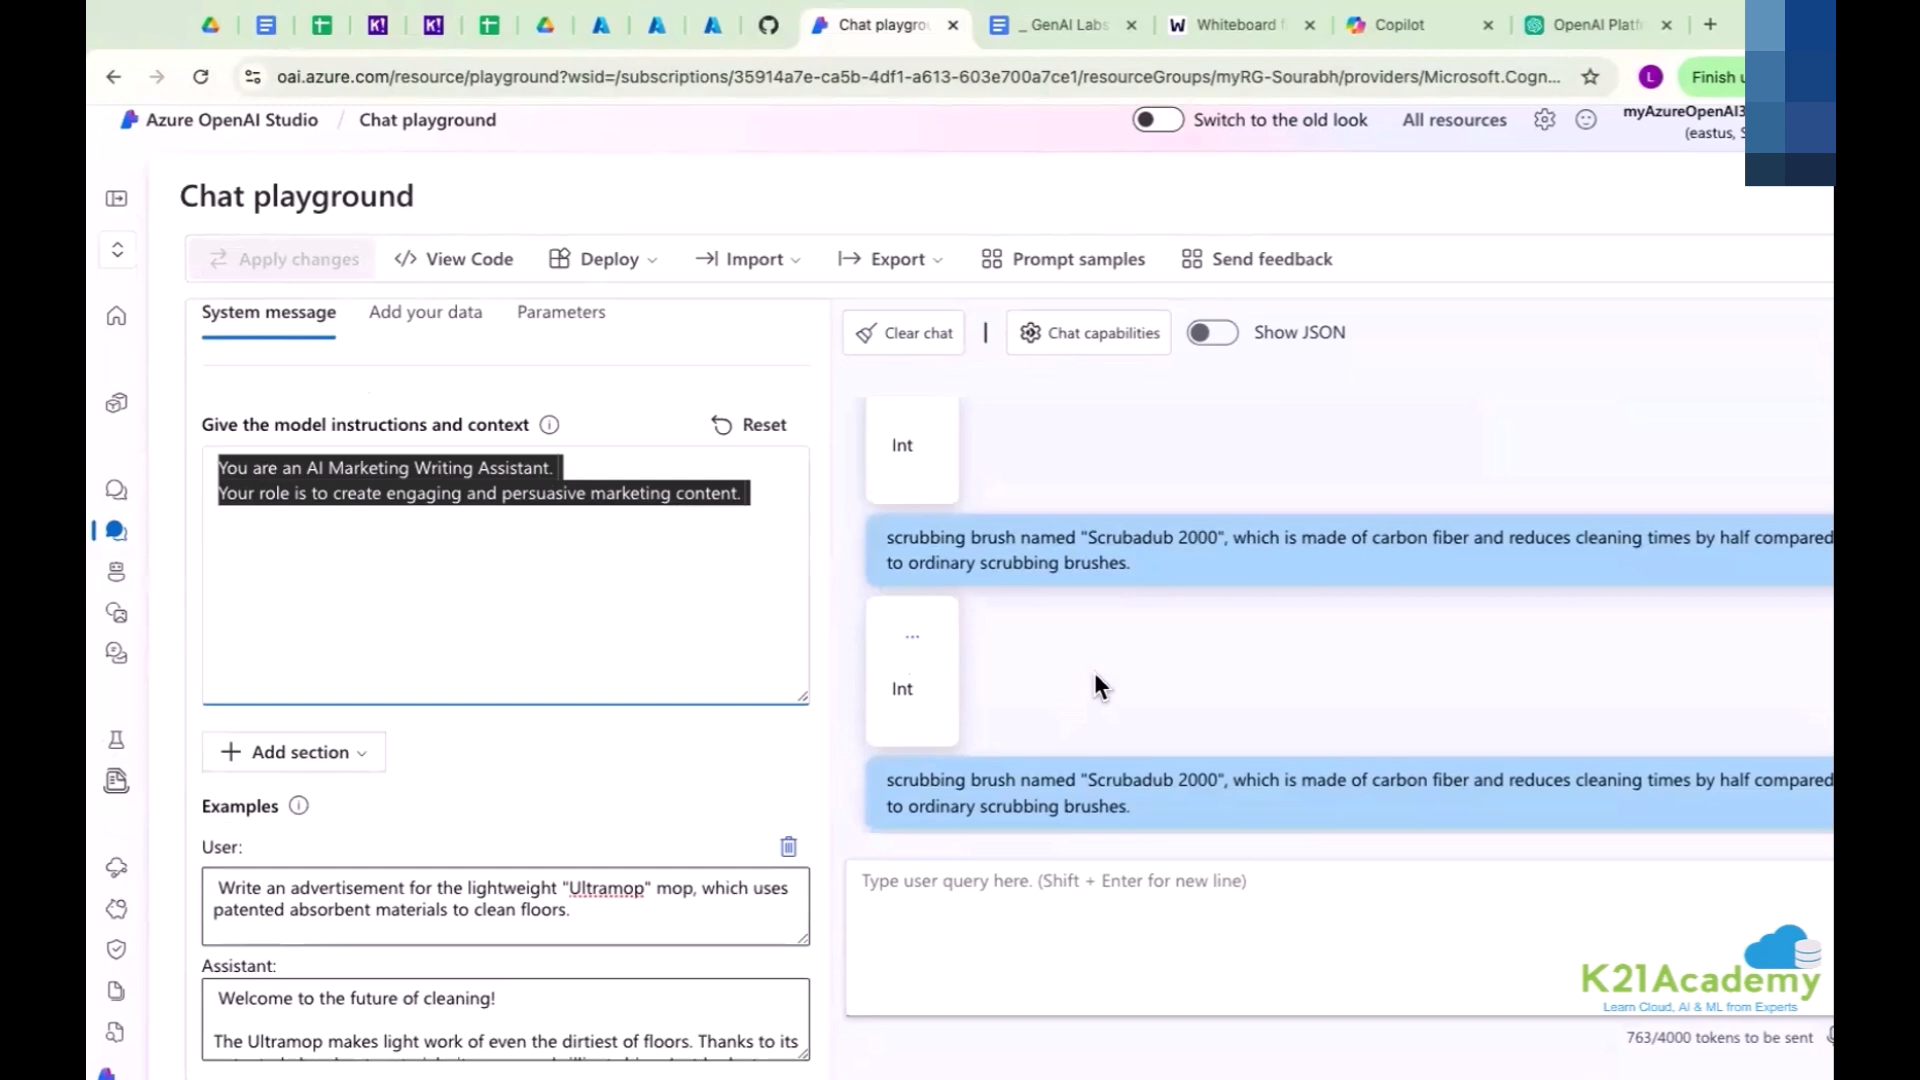 Chat playgro
_ GenAI Labs
Whiteboard f
Copilot
OpenAI Platf
oai.azure.com/resource/playground?wsid=/subscriptions/35914a7e-ca5b-4df1-a613-603e700a7ce1/resourceGroups/myRG-Sourabh/providers/Microsoft.Cogn...
L
Finish u
Azure OpenAI Studio / Chat playground
Switch to the old look
All resources
myAzureOpenAI3
(eastus, S
Chat playground
Apply changes
View Code
Deploy
Import
Export
Prompt samples
Send feedback
System message
Add your data
Parameters
Clear chat
Chat capabilities
Show JSON
Give the model instructions and context
Reset
You are an AI Marketing Writing Assistant.
Your role is to create engaging and persuasive marketing content.
Add section
Examples
User:
Write an advertisement for the lightweight "Ultramop" mop, which uses
patented absorbent materials to clean floors.
Assistant:
Welcome to the future of cleaning!
The Ultramop makes light work of even the dirtiest of floors. Thanks to its
Int
scrubbing brush named "Scrubadub 2000", which is made of carbon fiber and reduces cleaning times by half compared
to ordinary scrubbing brushes.
...
Int
scrubbing brush named "Scrubadub 2000", which is made of carbon fiber and reduces cleaning times by half compared
to ordinary scrubbing brushes.
Type user query here. (Shift + Enter for new line)
K21Academy
Learn Cloud, AI & ML from Experts
763/4000 tokens to be sent